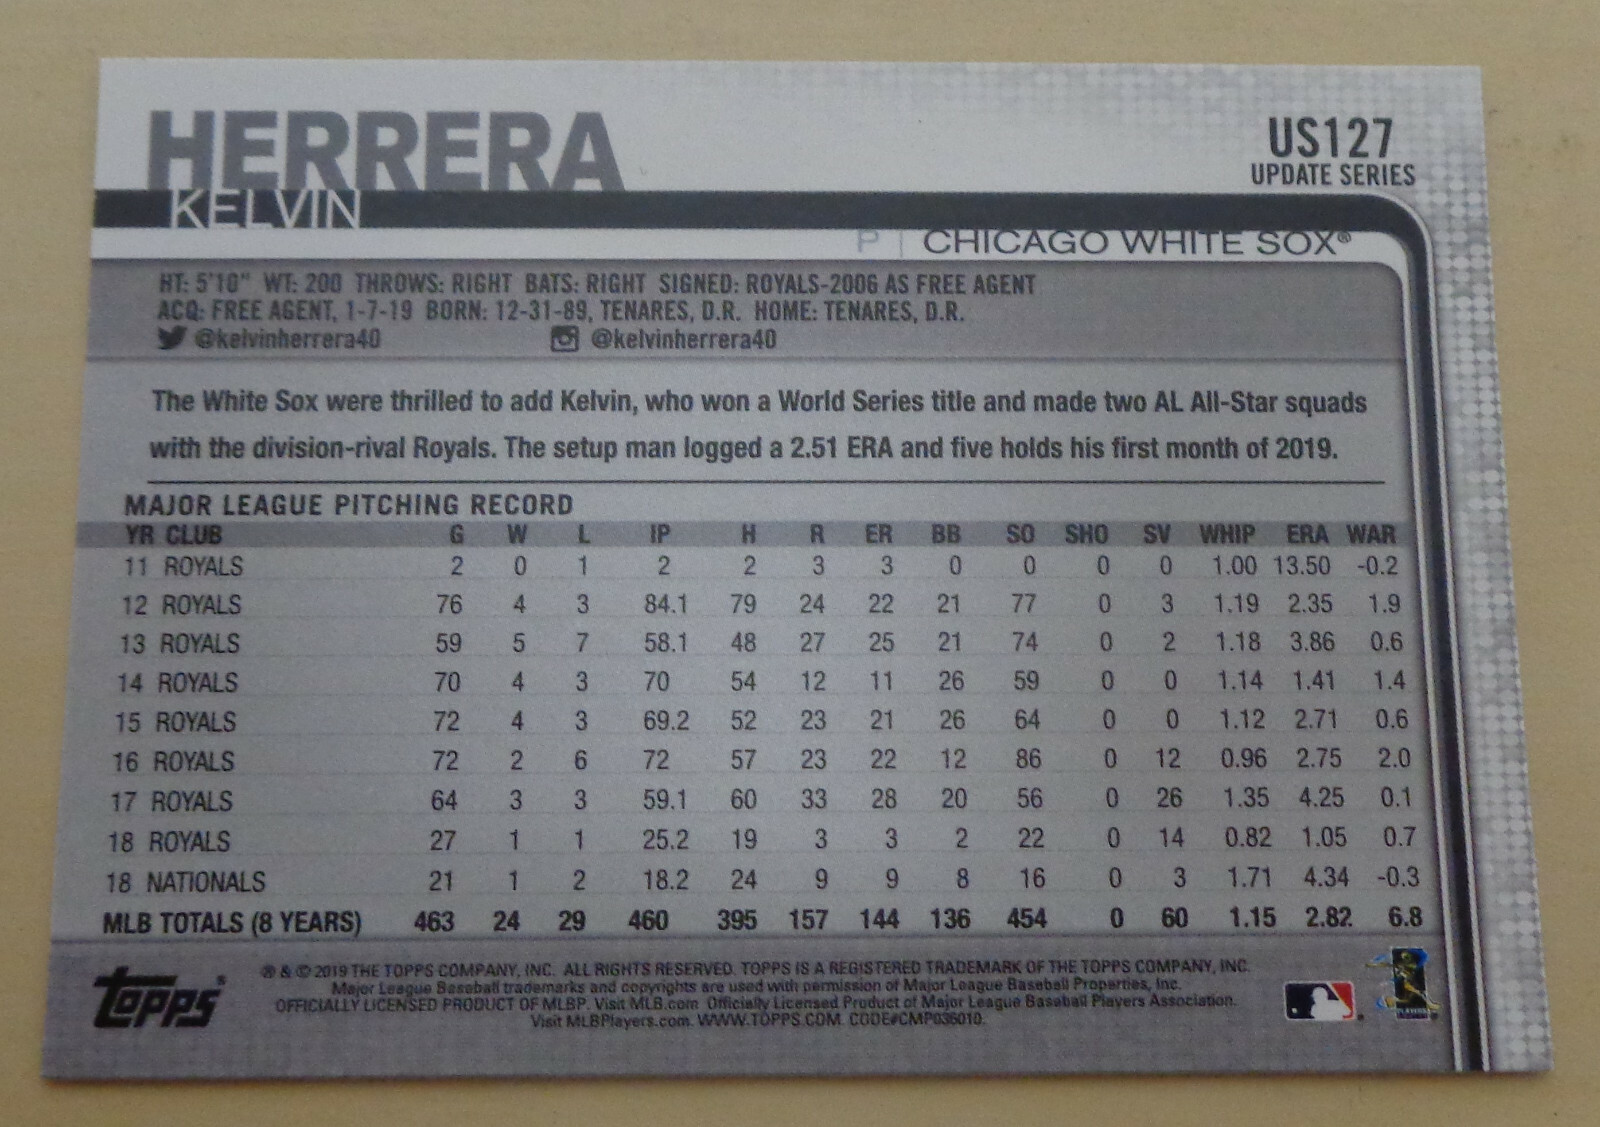 HERRERA
KELVIN
US127
UPDATE SERIES
P | CHICAGO WHITE SOX®
HT: 5'10" WT: 200 THROWS: RIGHT BATS: RIGHT SIGNED: ROYALS-2006 AS FREE AGENT
ACQ: FREE AGENT, 1-7-19 BORN: 12-31-89, TENARES, D.R. HOME: TENARES, D.R.
@kelvinherrera40 @kelvinherrera40
The White Sox were thrilled to add Kelvin, who won a World Series title and made two AL All-Star squads
with the division-rival Royals. The setup man logged a 2.51 ERA and five holds his first month of 2019.
MAJOR LEAGUE PITCHING RECORD
YR CLUB G W L IP H R ER BB SO SHO SV WHIP ERA WAR
11 ROYALS 2 0 1 2 2 3 3 0 0 0 0 1.00 13.50 -0.2
12 ROYALS 76 4 3 84.1 79 24 22 21 77 0 3 1.19 2.35 1.9
13 ROYALS 59 5 7 58.1 48 27 25 21 74 0 2 1.18 3.86 0.6
14 ROYALS 70 4 3 70 54 12 11 26 59 0 0 1.14 1.41 1.4
15 ROYALS 72 4 3 69.2 52 23 21 26 64 0 0 1.12 2.71 0.6
16 ROYALS 72 2 6 72 57 23 22 12 86 0 12 0.96 2.75 2.0
17 ROYALS 64 3 3 59.1 60 33 28 20 56 0 26 1.35 4.25 0.1
18 ROYALS 27 1 1 25.2 19 3 3 2 22 0 14 0.82 1.05 0.7
18 NATIONALS 21 1 2 18.2 24 9 9 8 16 0 3 1.71 4.34 -0.3
MLB TOTALS (8 YEARS) 463 24 29 460 395 157 144 136 454 0 60 1.15 2.82 6.8
Topps®
® & © 2019 THE TOPPS COMPANY, INC. ALL RIGHTS RESERVED. TOPPS IS A REGISTERED TRADEMARK OF THE TOPPS COMPANY, INC.
Major League Baseball trademarks and copyrights are used with permission of Major League Baseball Properties, Inc.
OFFICIALLY LICENSED PRODUCT OF MLBP. Visit MLB.com Officially Licensed Product of Major League Baseball Players Association.
Visit MLBPlayers.com. WWW.TOPPS.COM. CODE#CMP036010.